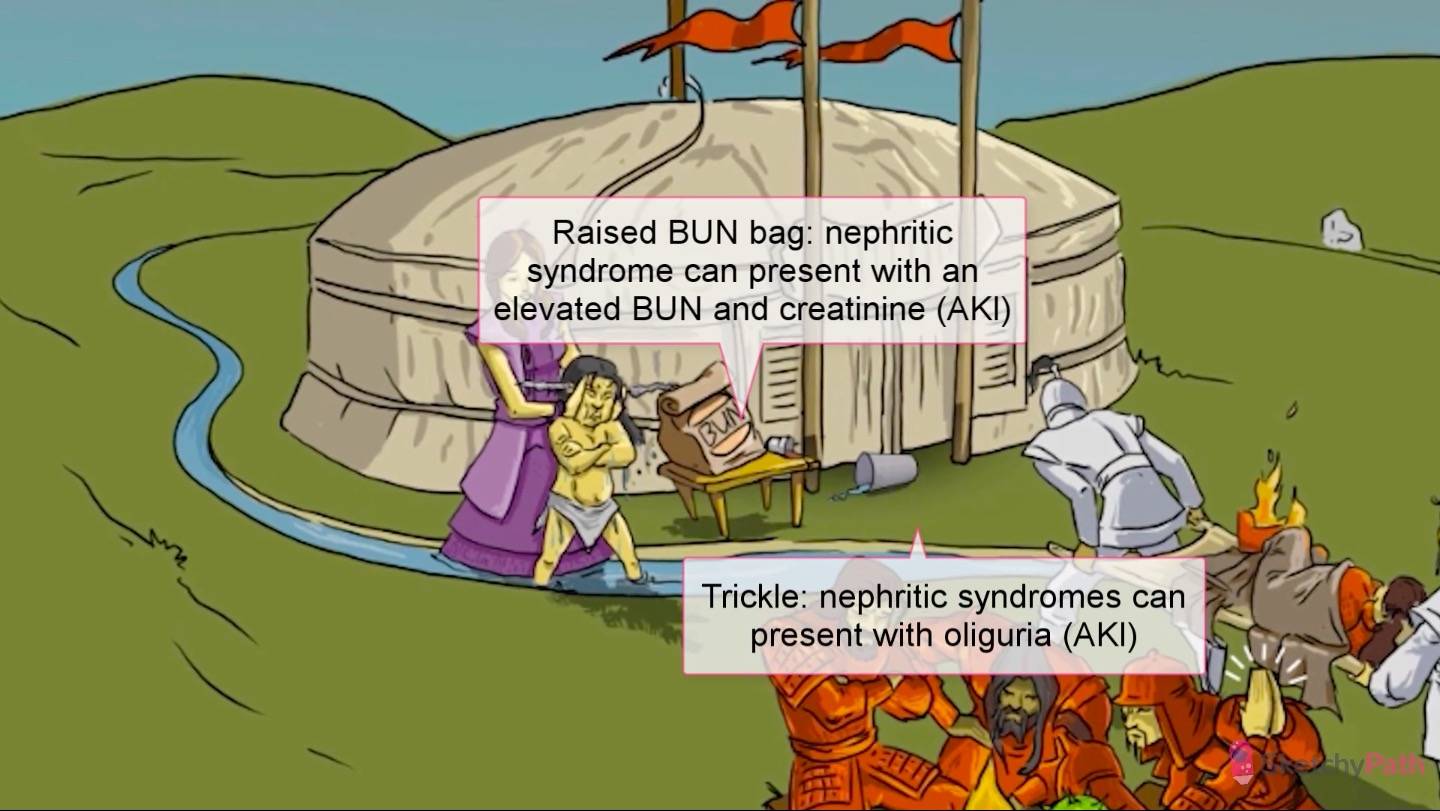 Raised BUN bag: nephritic
syndrome can present with an
elevated BUN and creatinine (AKI)
BUN
Trickle: nephritic syndromes can
present with oliguria (AKI)
SketchyPath